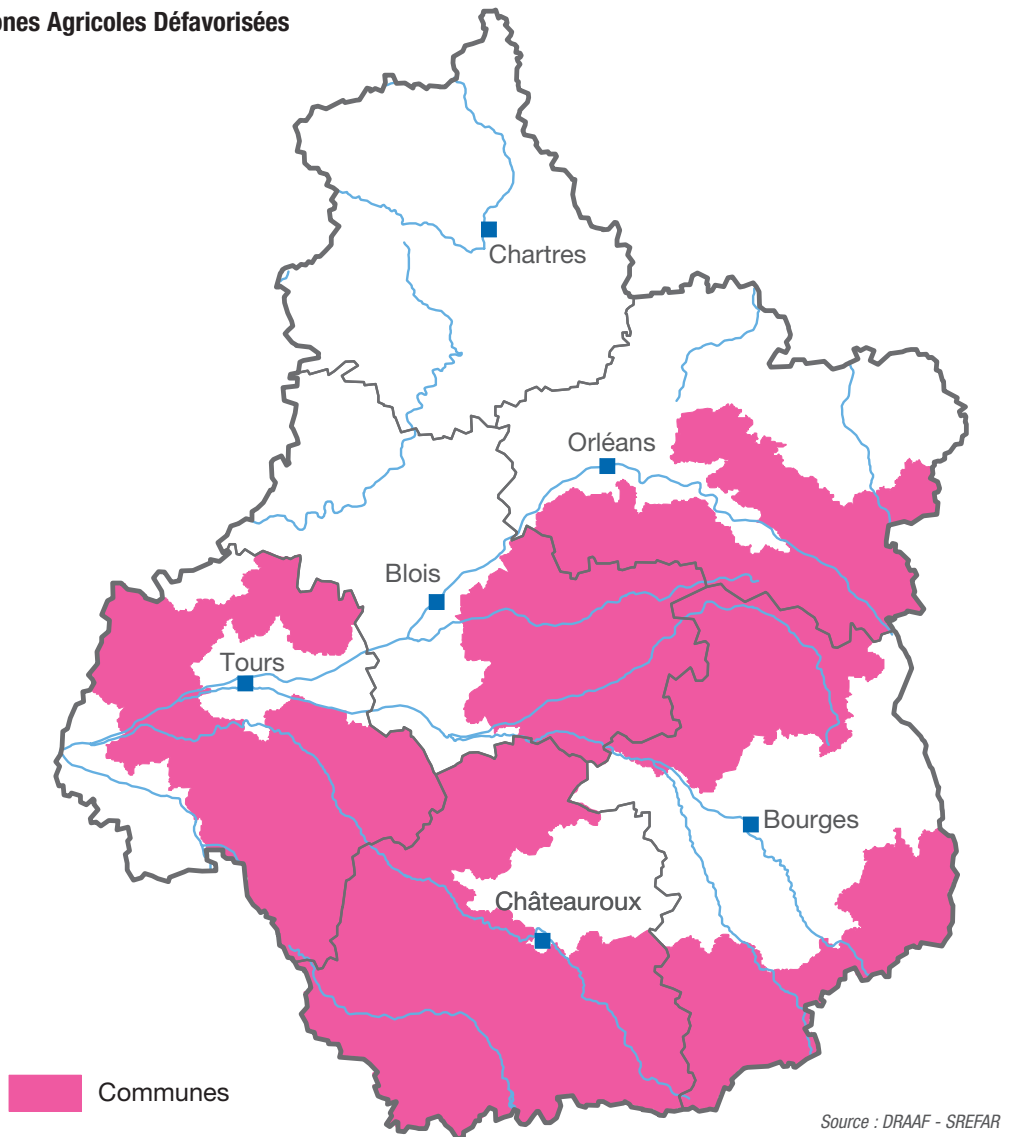 ones Agricoles Défavorisées
Chartres
Orléans
Blois
Tours
Bourges
Châteauroux
Communes
Source : DRAAF - SREFAR